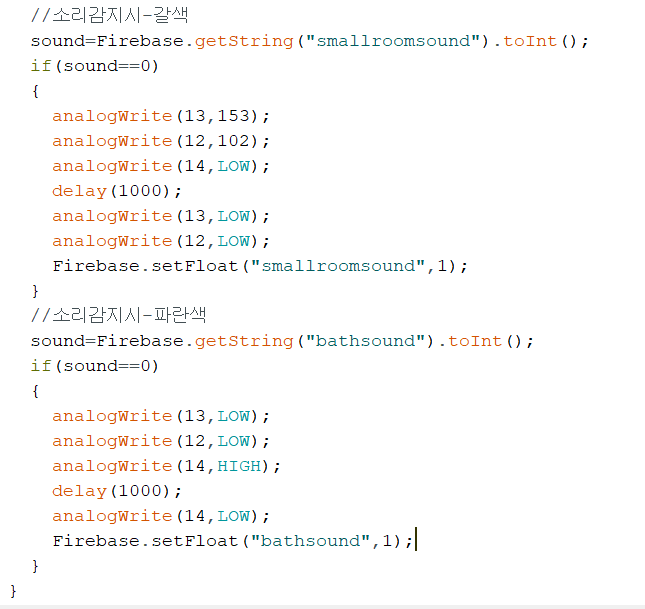 //소리감지시-갈색
sound=Firebase.getString("smallroomsound").toInt();
if(sound==0)
{
analogWrite(13,153);
analogWrite(12,102);
analogWrite(14,LOW);
delay(1000);
analogWrite(13,LOW);
analogWrite(12,LOW);
Firebase.setFloat("smallroomsound",1);
}
//소리감지시-파란색
sound=Firebase.getString("bathsound").toInt();
if(sound==0)
{
analogWrite(13,LOW);
analogWrite(12,LOW);
analogWrite(14,HIGH);
delay(1000);
analogWrite(14,LOW);
Firebase.setFloat("bathsound",1);
}
}